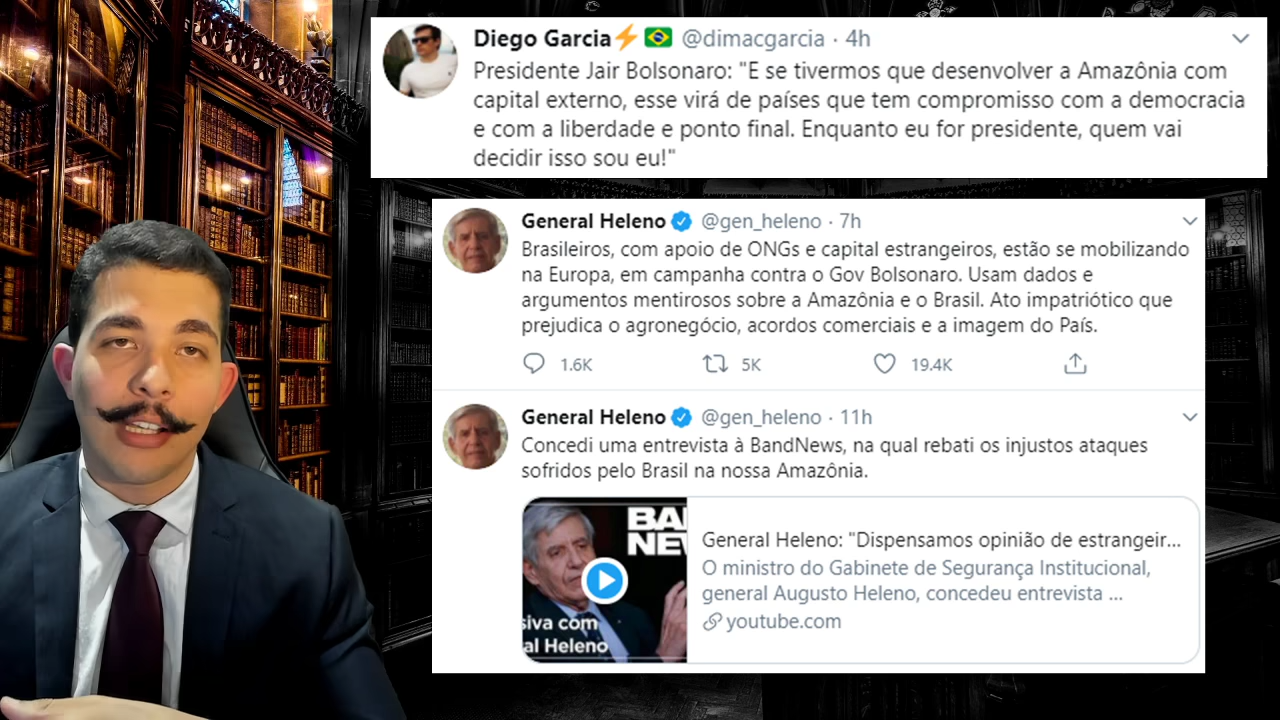 Diego Garcia⚡🇧🇷 @dimacgarcia · 4h
Presidente Jair Bolsonaro: "E se tivermos que desenvolver a Amazônia com
capital externo, esse virá de países que tem compromisso com a democracia
e com a liberdade e ponto final. Enquanto eu for presidente, quem vai
decidir isso sou eu!"
General Heleno @gen_heleno · 7h
Brasileiros, com apoio de ONGs e capital estrangeiros, estão se mobilizando
na Europa, em campanha contra o Gov Bolsonaro. Usam dados e
argumentos mentirosos sobre a Amazônia e o Brasil. Ato impatriótico que
prejudica o agronegócio, acordos comerciais e a imagem do País.
1.6K 5K 19.4K
General Heleno @gen_heleno · 11h
Concedi uma entrevista à BandNews, na qual rebati os injustos ataques
sofridos pelo Brasil na nossa Amazônia.
BAN
NEW
siva com
al Heleno
General Heleno: "Dispensamos opinião de estrangeir...
O ministro do Gabinete de Segurança Institucional,
general Augusto Heleno, concedeu entrevista ...
youtube.com